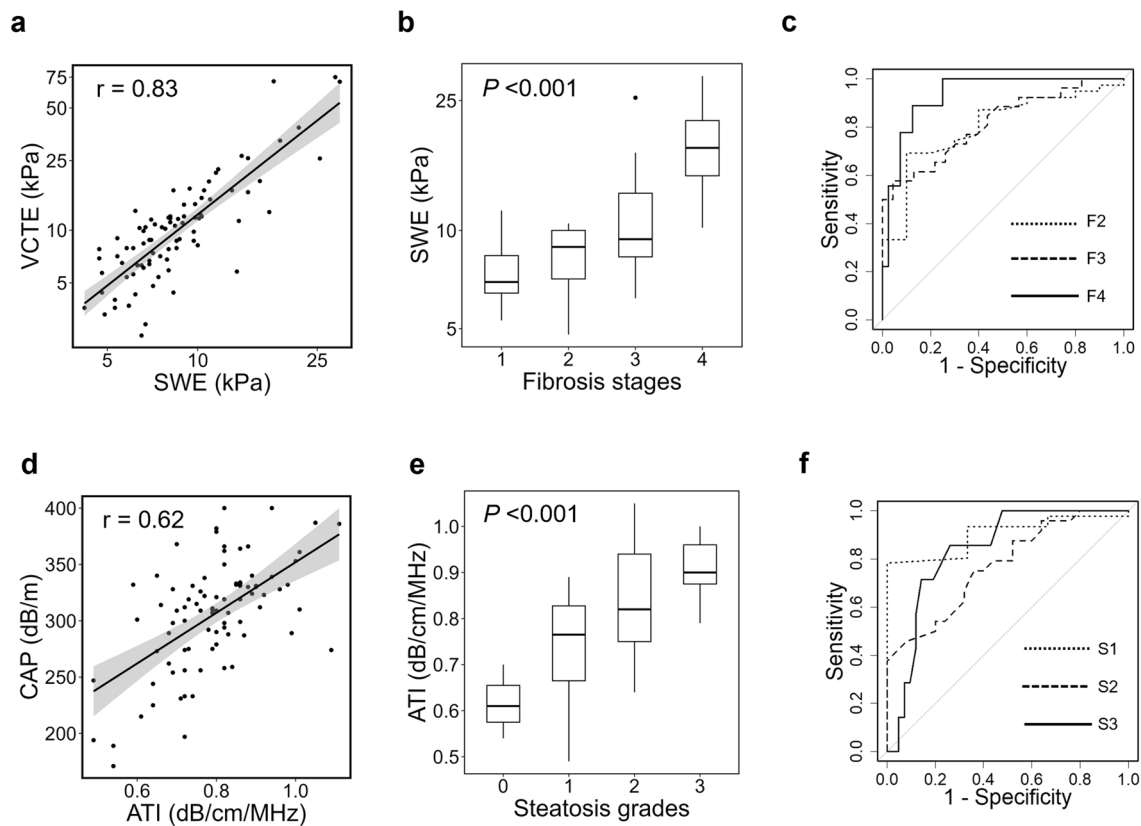 a
r = 0.83
75
50
25
10
5
VCTE (kPa)
5 10 25
SWE (kPa)
b
P <0.001
25
10
5
SWE (kPa)
1 2 3 4
Fibrosis stages
c
1.0
0.8
0.6
0.4
0.2
0.0
Sensitivity
F2
F3
F4
0.0 0.2 0.4 0.6 0.8 1.0
1 - Specificity
d
r = 0.62
400
350
300
250
200
CAP (dB/m)
0.6 0.8 1.0
ATI (dB/cm/MHz)
e
P <0.001
1.0
0.9
0.8
0.7
0.6
0.5
ATI (dB/cm/MHz)
0 1 2 3
Steatosis grades
f
1.0
0.8
0.6
0.4
0.2
0.0
Sensitivity
S1
S2
S3
0.0 0.2 0.4 0.6 0.8 1.0
1 - Specificity